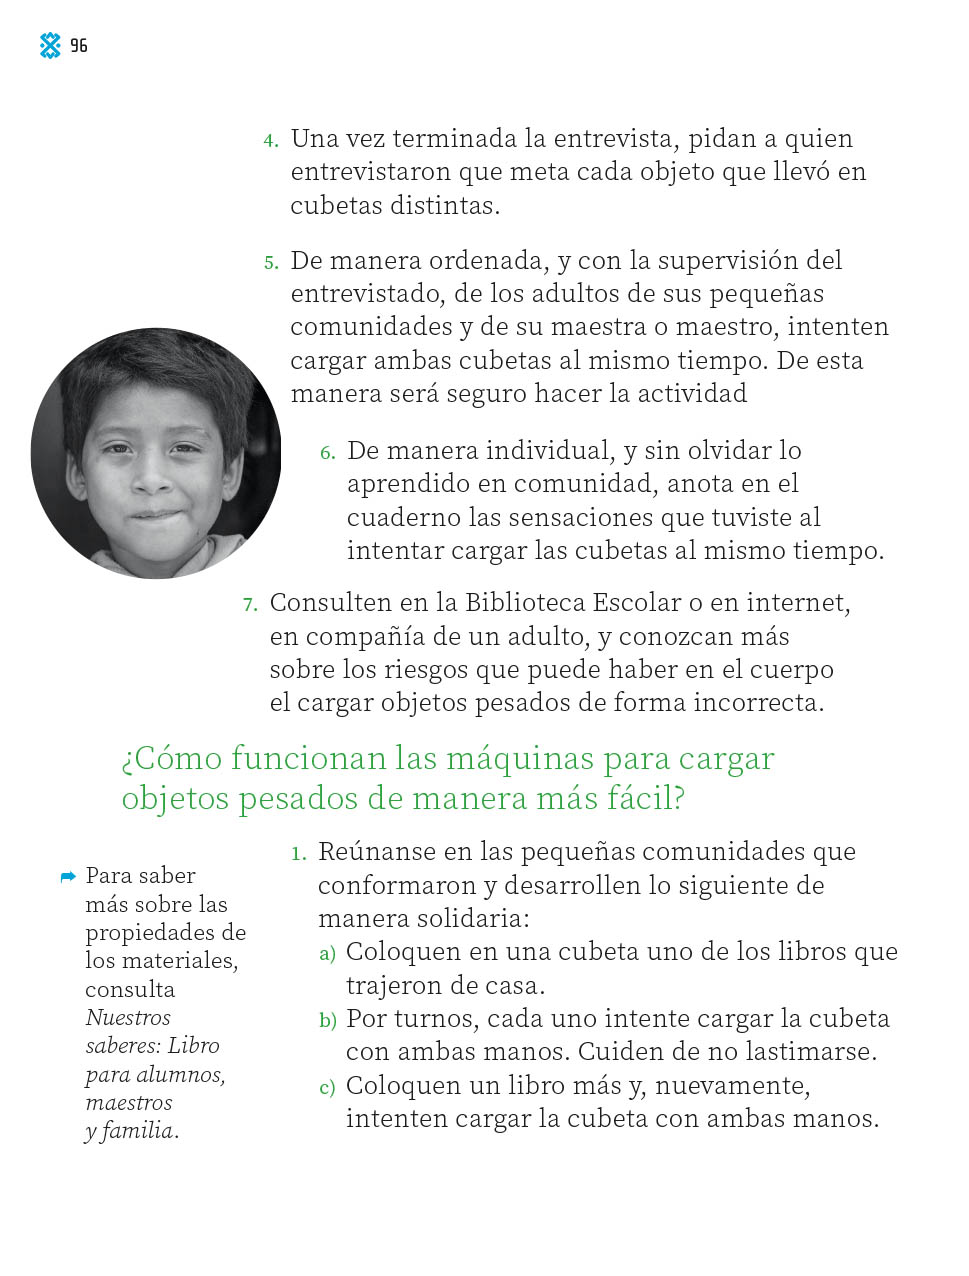 96
4. Una vez terminada la entrevista, pidan a quien
entrevistaron que meta cada objeto que llevó en
cubetas distintas.
5. De manera ordenada, y con la supervisión del
entrevistado, de los adultos de sus pequeñas
comunidades y de su maestra o maestro, intenten
cargar ambas cubetas al mismo tiempo. De esta
manera será seguro hacer la actividad
6. De manera individual, y sin olvidar lo
aprendido en comunidad, anota en el
cuaderno las sensaciones que tuviste al
intentar cargar las cubetas al mismo tiempo.
7. Consulten en la Biblioteca Escolar o en internet,
en compañía de un adulto, y conozcan más
sobre los riesgos que puede haber en el cuerpo
el cargar objetos pesados de forma incorrecta.
¿Cómo funcionan las máquinas para cargar
objetos pesados de manera más fácil?
1. Reúnanse en las pequeñas comunidades que
conformaron y desarrollen lo siguiente de
manera solidaria:
a) Coloquen en una cubeta uno de los libros que
trajeron de casa.
b) Por turnos, cada uno intente cargar la cubeta
con ambas manos. Cuiden de no lastimarse.
c) Coloquen un libro más y, nuevamente,
intenten cargar la cubeta con ambas manos.
Para saber
más sobre las
propiedades de
los materiales,
consulta
Nuestros
saberes: Libro
para alumnos,
maestros
y familia.